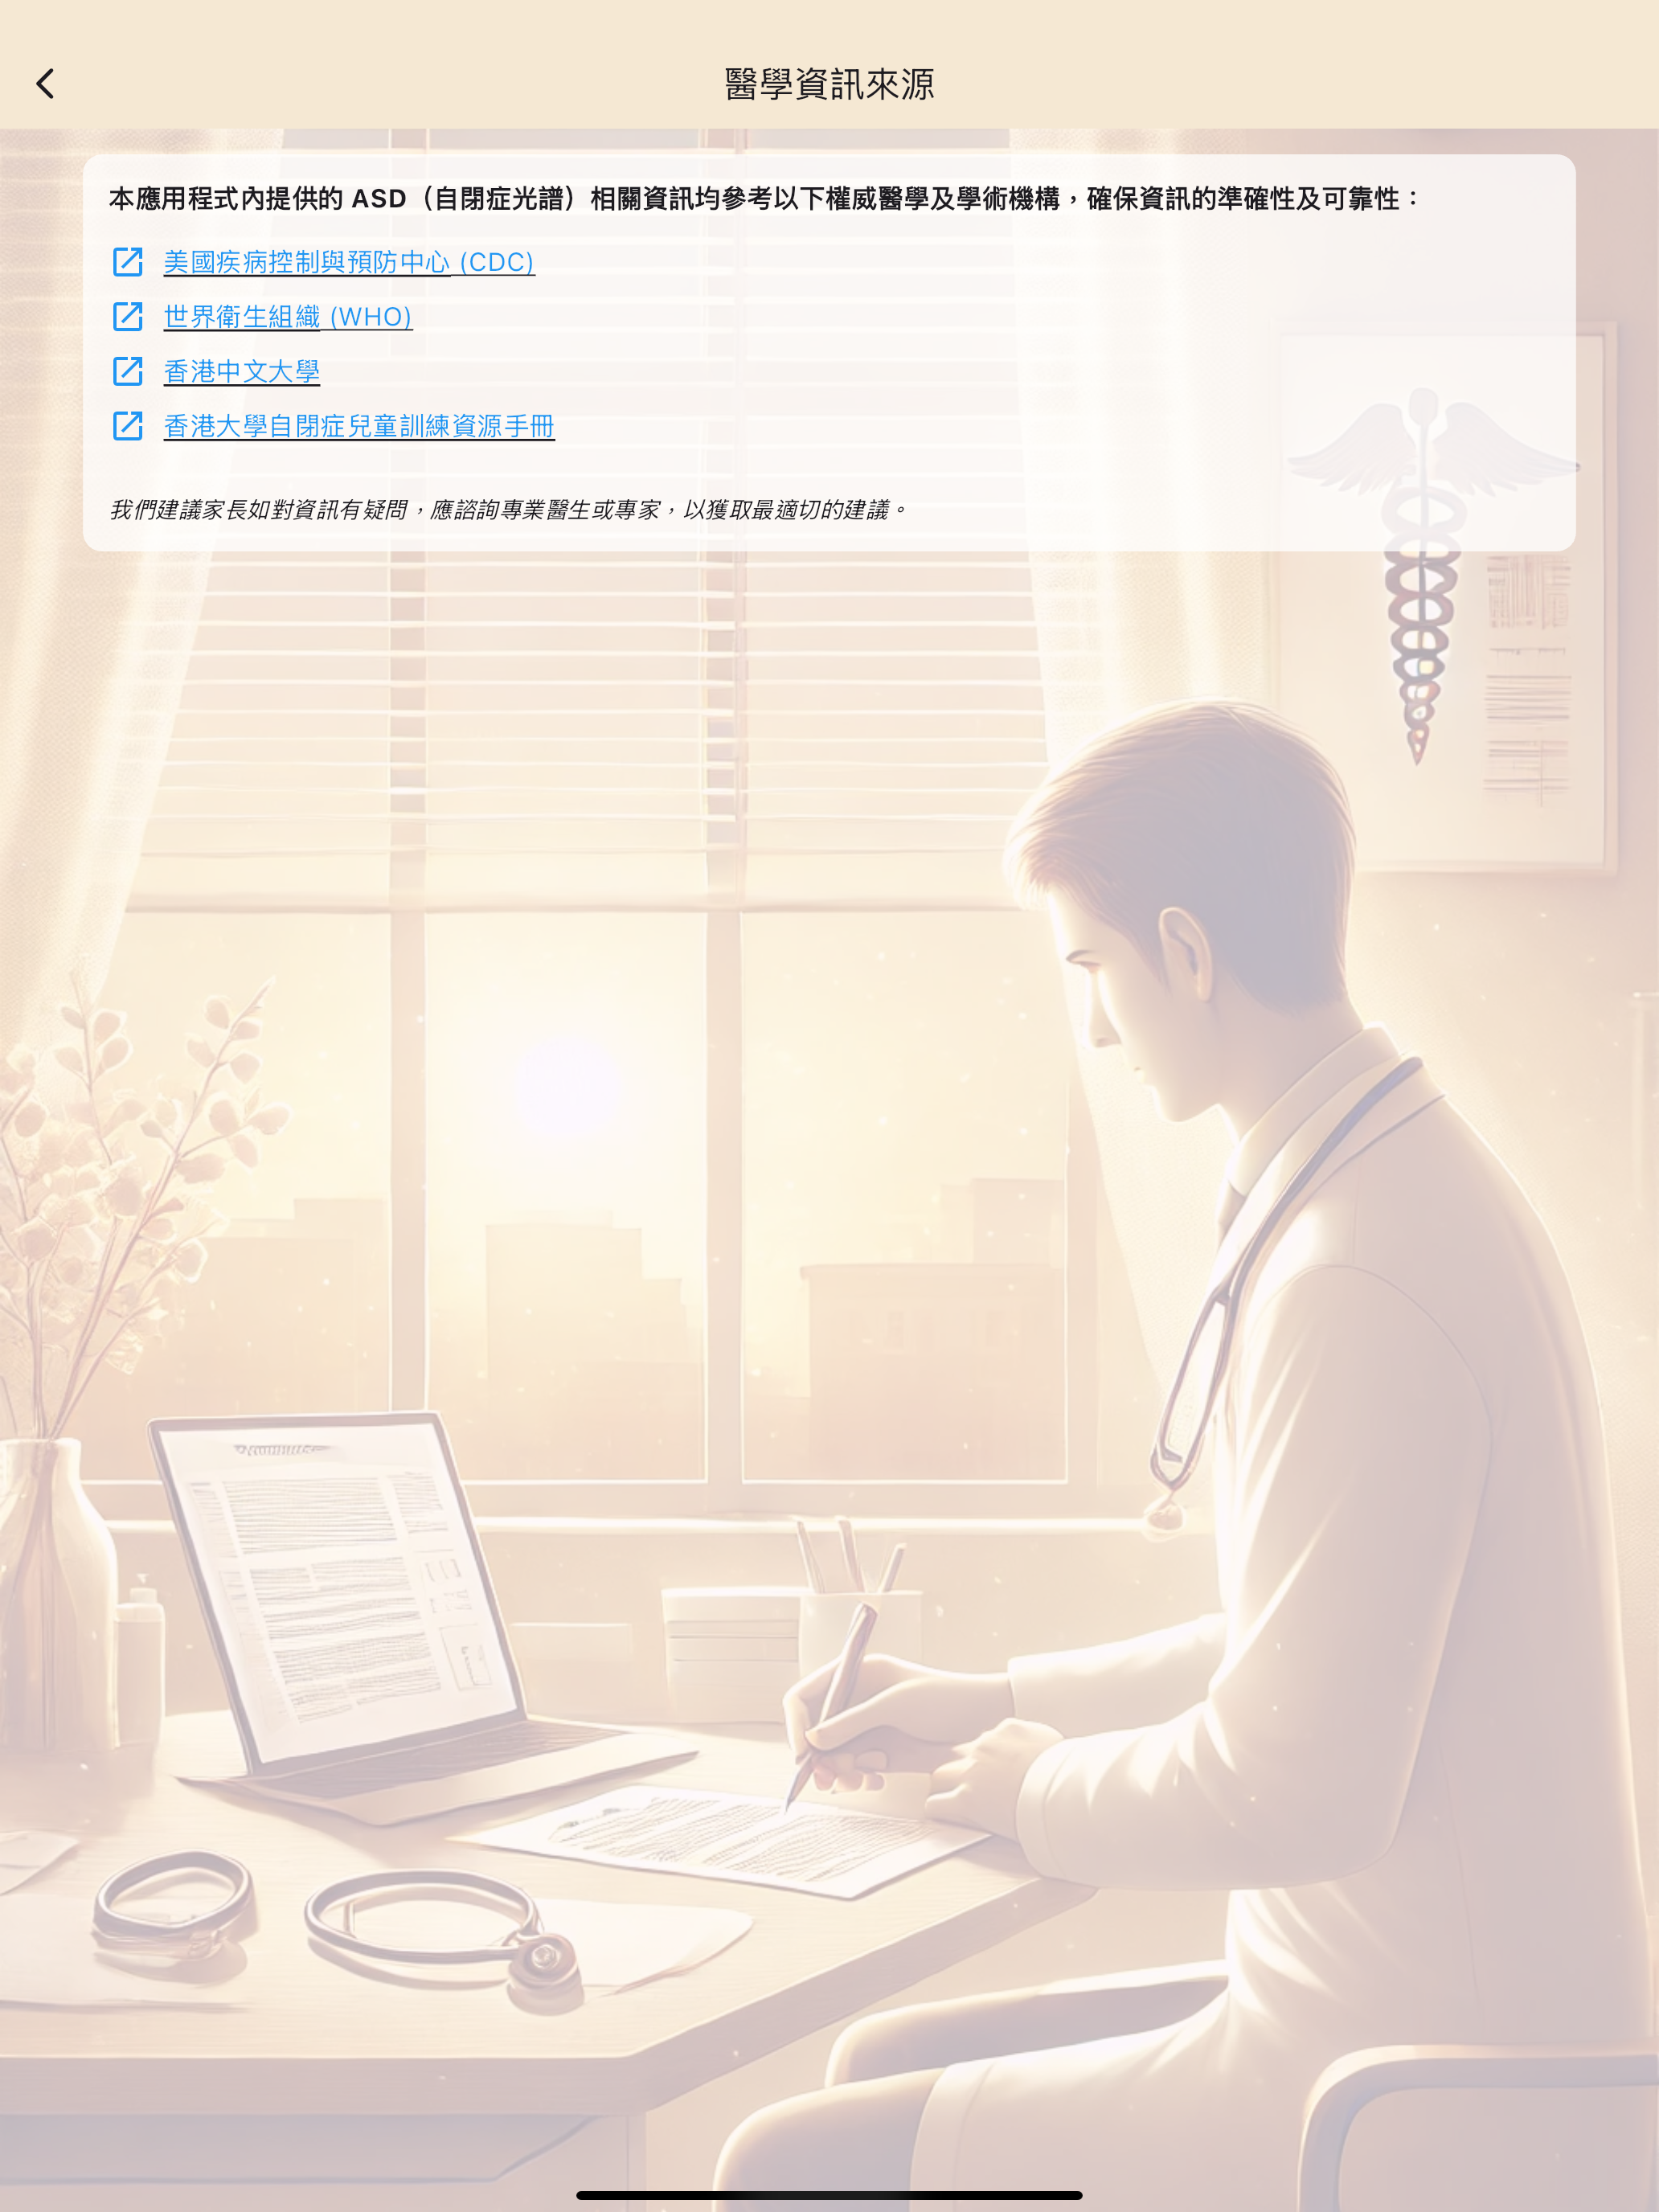 醫學資訊來源
本應用程式內提供的 ASD（自閉症光譜）相關資訊均參考以下權威醫學及學術機構，確保資訊的準確性及可靠性：
美國疾病控制與預防中心 (CDC)
世界衛生組織 (WHO)
香港中文大學
香港大學自閉症兒童訓練資源手冊
我們建議家長如對資訊有疑問，應諮詢專業醫生或專家，以獲取最適切的建議。